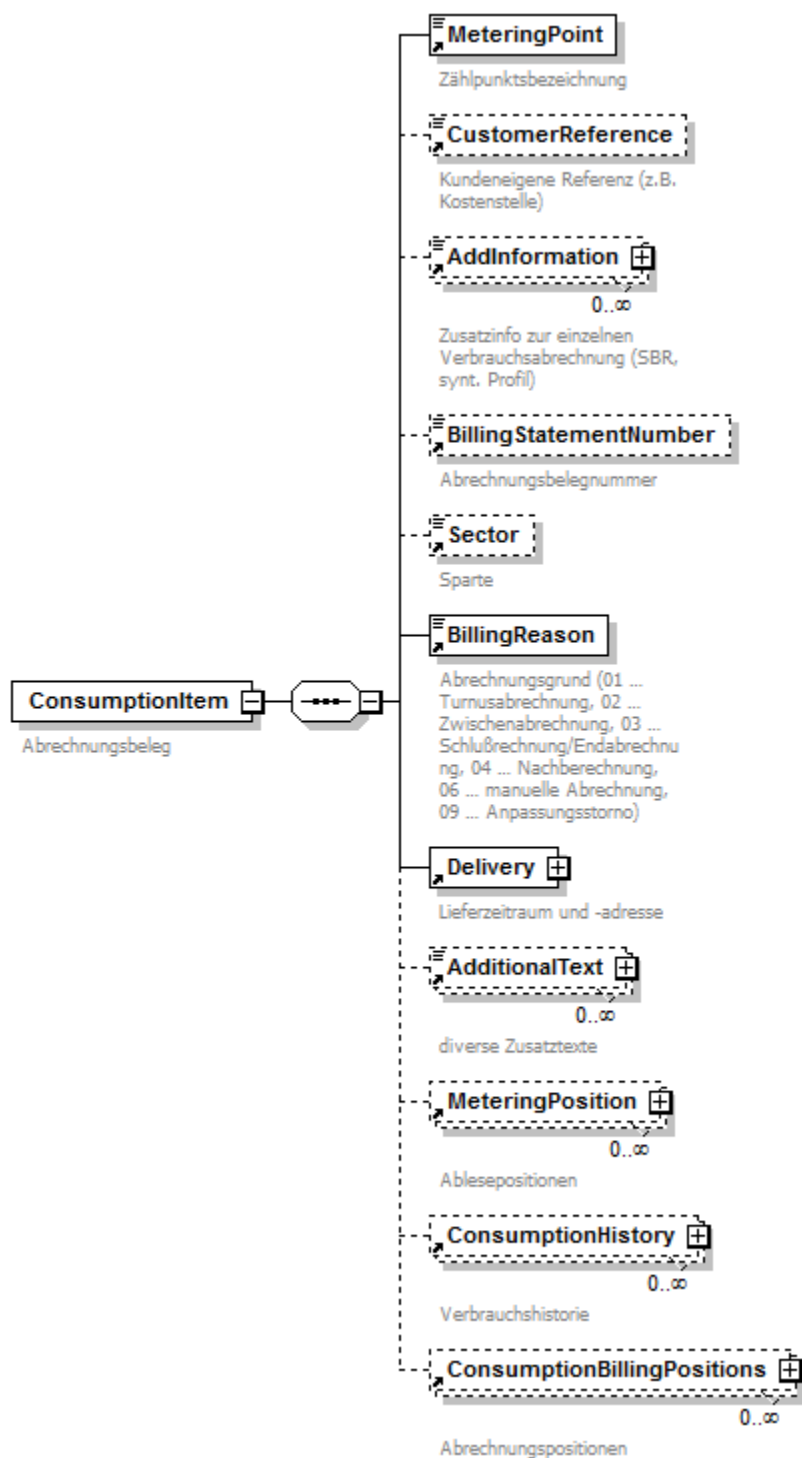 MeteringPoint
Zählpunktsbezeichnung
CustomerReference
Kundeneigene Referenz (z.B.
Kostenstelle)
AddInformation
0..∞
Zusatzinfo zur einzelnen
Verbrauchsabrechnung (SBR,
synt. Profil)
BillingStatementNumber
Abrechnungsbelegnummer
Sector
Sparte
BillingReason
Abrechnungsgrund (01 ...
Turnusabrechnung, 02 ...
Zwischenabrechnung, 03 ...
Schlußrechnung/Endabrechnu
ng, 04 ... Nachberechnung,
06 ... manuelle Abrechnung,
09 ... Anpassungsstorno)
ConsumptionItem
Abrechnungsbeleg
Delivery
Lieferzeitraum und -adresse
AdditionalText
0..∞
diverse Zusatztexte
MeteringPosition
0..∞
Ablesepositionen
ConsumptionHistory
0..∞
Verbrauchshistorie
ConsumptionBillingPositions
0..∞
Abrechnungspositionen